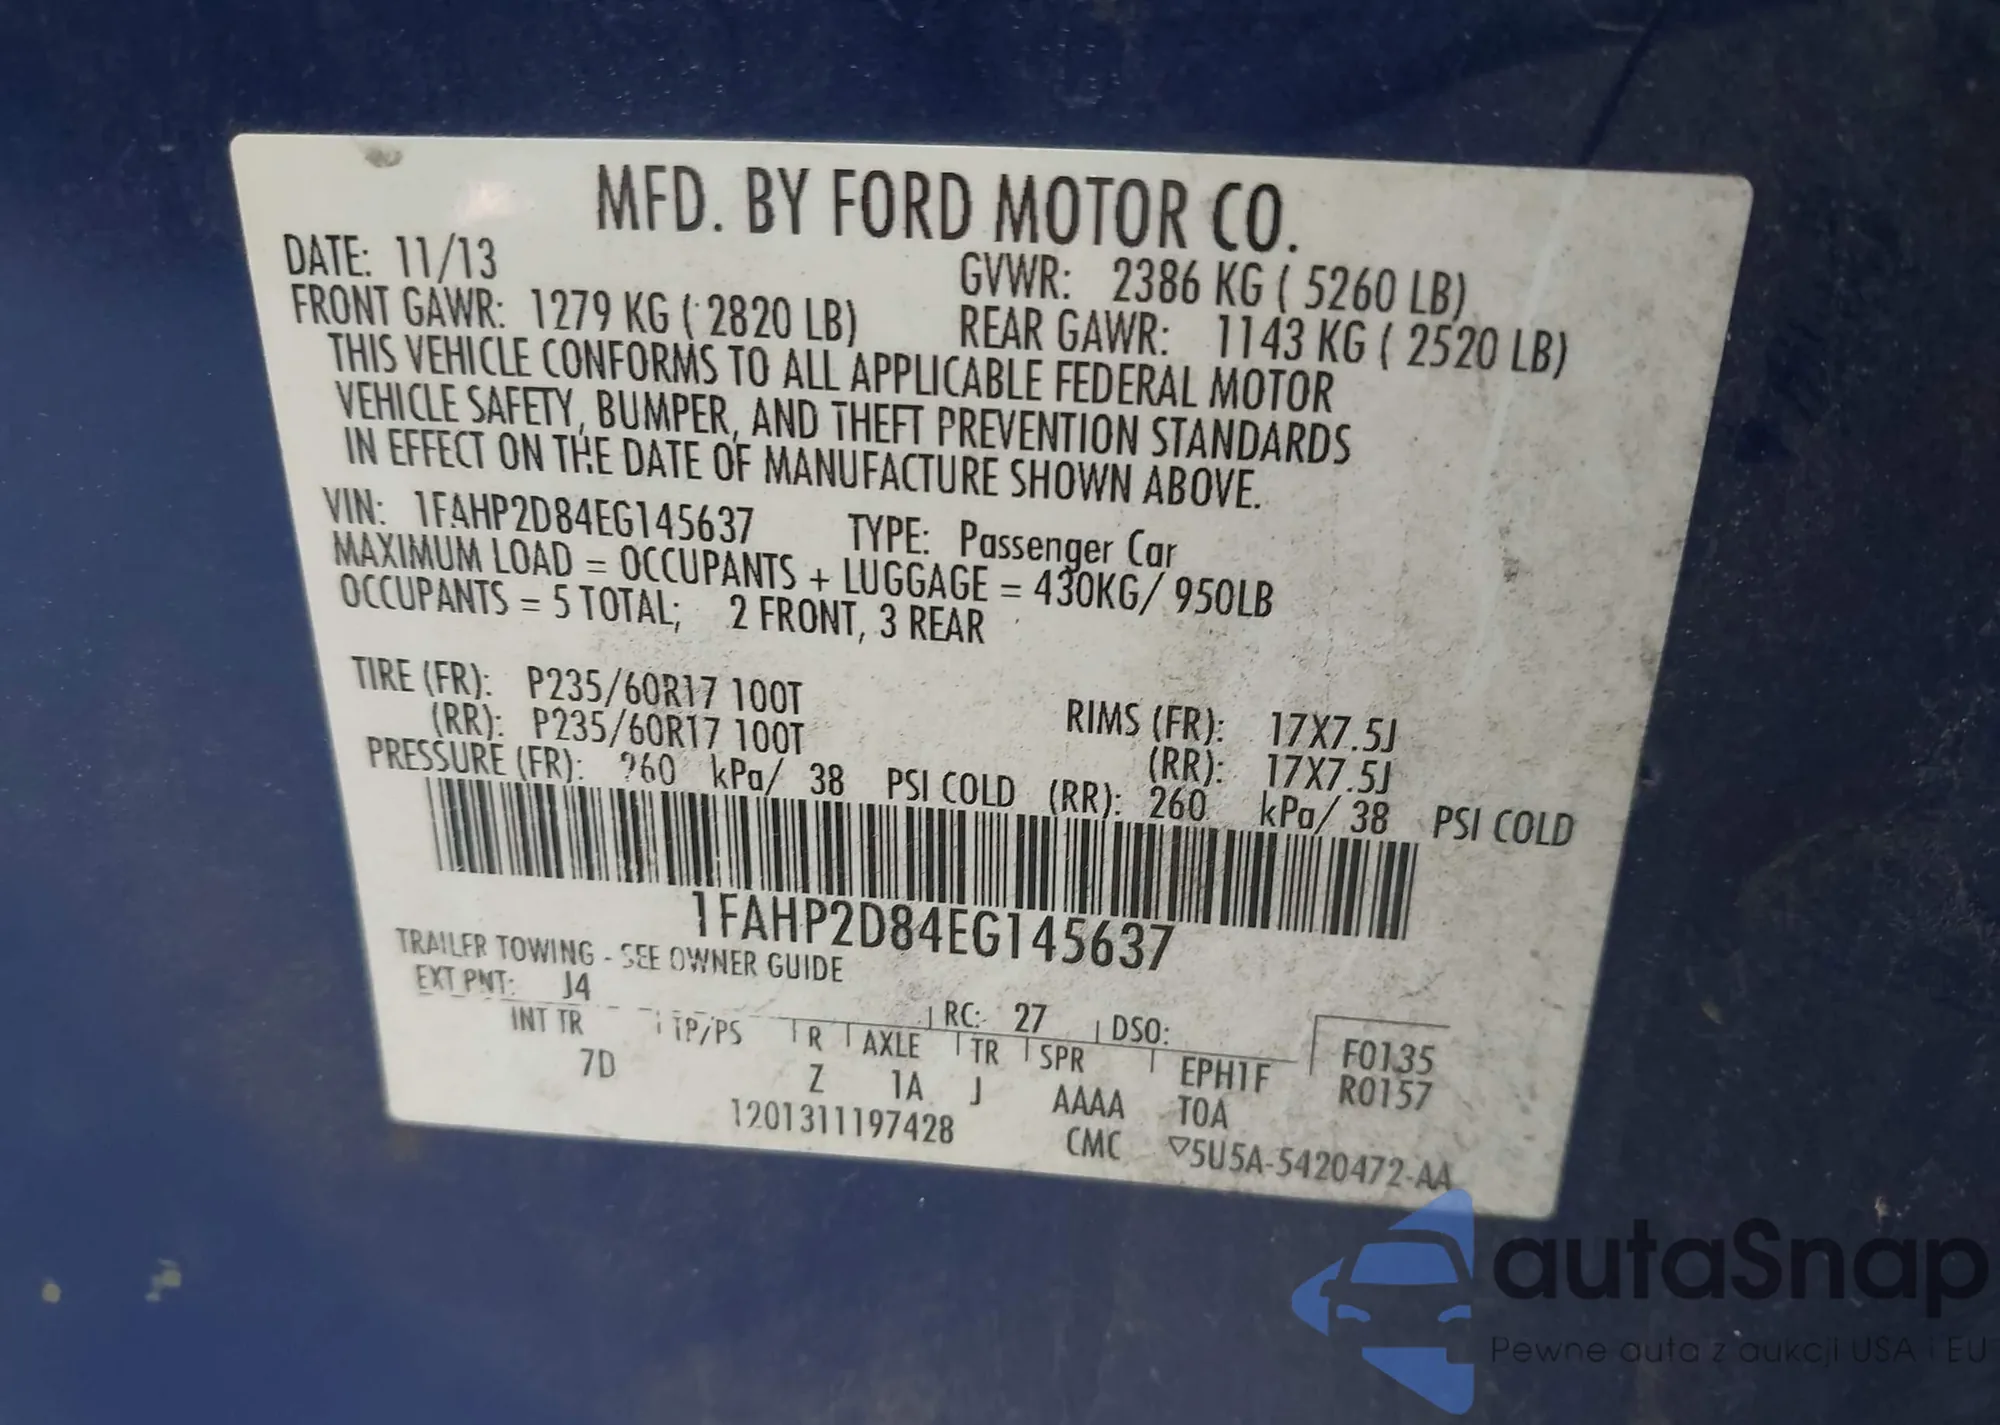 MFD. BY FORD MOTOR CO.
DATE: 11/13
GVWR: 2386 KG ( 5260 LB)
FRONT GAWR: 1279 KG ( 2820 LB)
REAR GAWR: 1143 KG ( 2520 LB)
THIS VEHICLE CONFORMS TO ALL APPLICABLE FEDERAL MOTOR
VEHICLE SAFETY, BUMPER, AND THEFT PREVENTION STANDARDS
IN EFFECT ON THE DATE OF MANUFACTURE SHOWN ABOVE.
VIN: 1FAHP2D84EG145637 TYPE: Passenger Car
MAXIMUM LOAD = OCCUPANTS + LUGGAGE = 430KG/ 950LB
OCCUPANTS = 5 TOTAL; 2 FRONT, 3 REAR
TIRE (FR): P235/60R17 100T
RIMS (FR): 17X7.5J
(RR): P235/60R17 100T
(RR): 17X7.5J
PRESSURE (FR): 260 kPa/ 38 PSI COLD (RR): 260 kPa/ 38 PSI COLD
1FAHP2D84EG145637
TRAILER TOWING - SEE OWNER GUIDE
EXT PNT: J4 RC: 27 DSO:
INT TR TP/PS R AXLE TR SPR EPH1F F0135
7D Z 1A J AAAA T0A R0157
1201311197428 CMC ▽5U5A-5420472-AA
autaSnap
Pewne auta z aukcji USA i EU